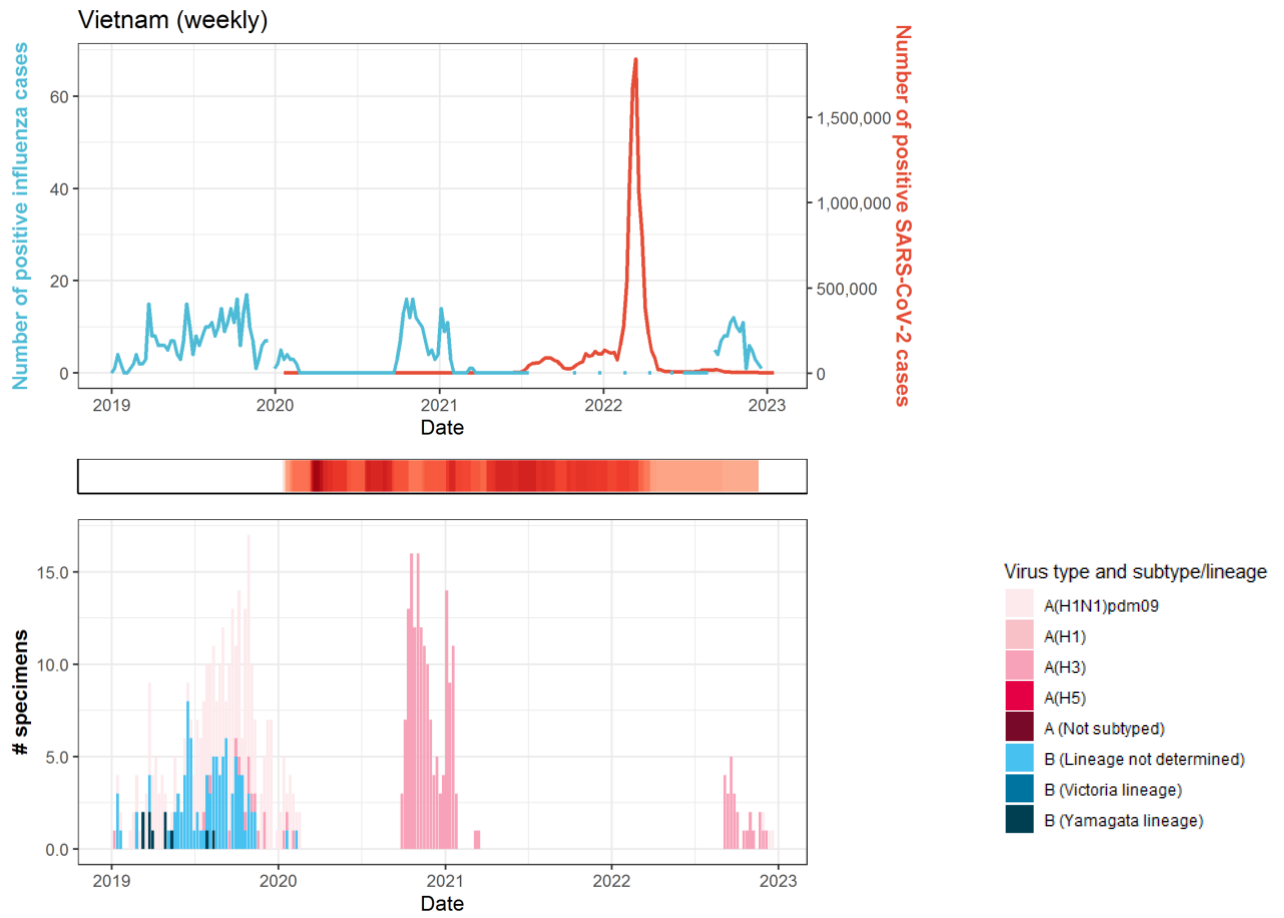 Vietnam (weekly)
Number of positive influenza cases
60
40
20
0
1,500,000
1,000,000
500,000
0
Number of positive SARS-CoV-2 cases
2019 2020 2021 2022 2023
Date
# specimens
15.0
10.0
5.0
0.0
2019 2020 2021 2022 2023
Date
Virus type and subtype/lineage
A(H1N1)pdm09
A(H1)
A(H3)
A(H5)
A (Not subtyped)
B (Lineage not determined)
B (Victoria lineage)
B (Yamagata lineage)